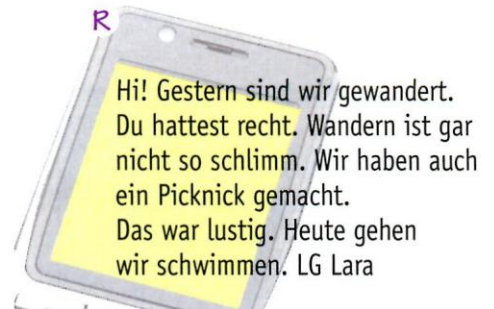 R
Hi! Gestern sind wir gewandert.
Du hattest recht. Wandern ist gar
nicht so schlimm. Wir haben auch
ein Picknick gemacht.
Das war lustig. Heute gehen
wir schwimmen. LG Lara